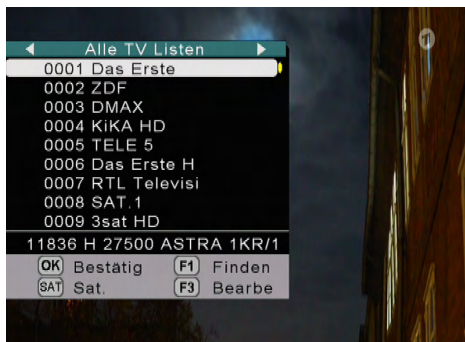 Alle TV Listen
0001 Das Erste
0002 ZDF
0003 DMAX
0004 KiKA HD
0005 TELE 5
0006 Das Erste H
0007 RTL Televisi
0008 SAT.1
0009 3sat HD
11836 H 27500 ASTRA 1KR/1
OK Bestätig F1 Finden
SAT Sat. F3 Bearbe
1